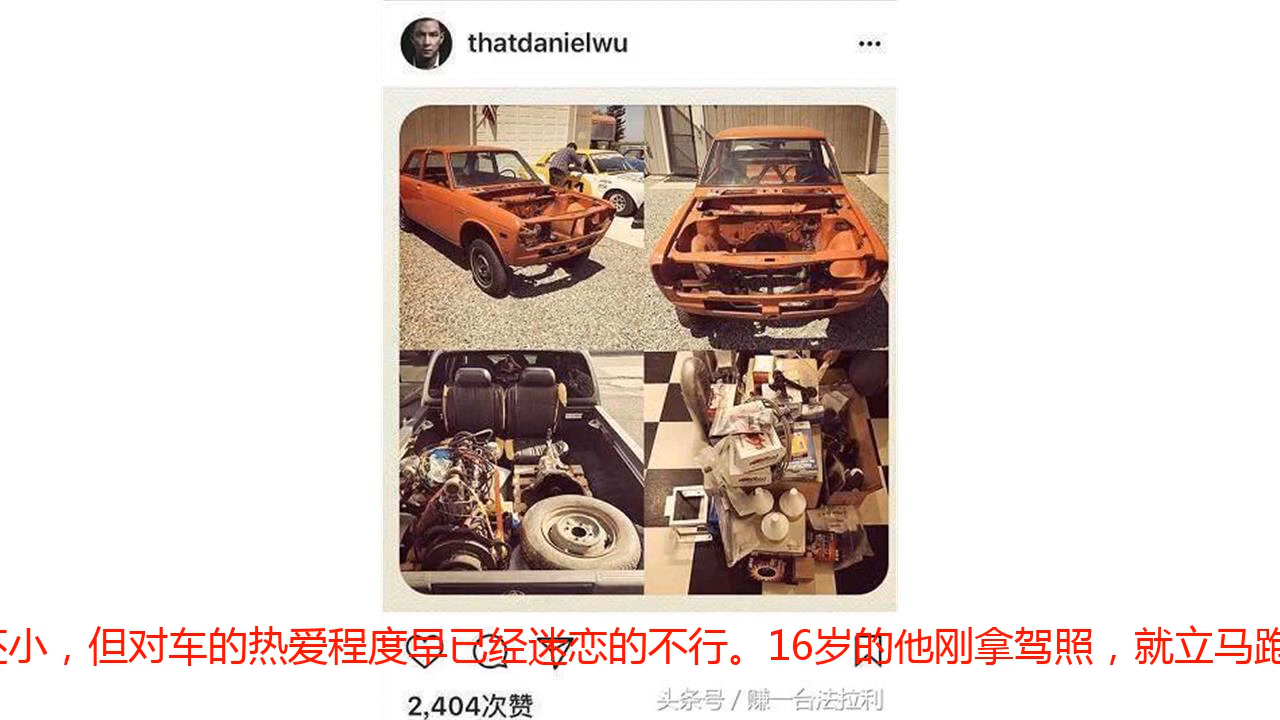 thatdanielwu
小，但对车的热爱程度早已经迷恋的不行。16岁的他刚拿驾照，就立马跑
2,404次赞
头条号 / 赚一台法拉利